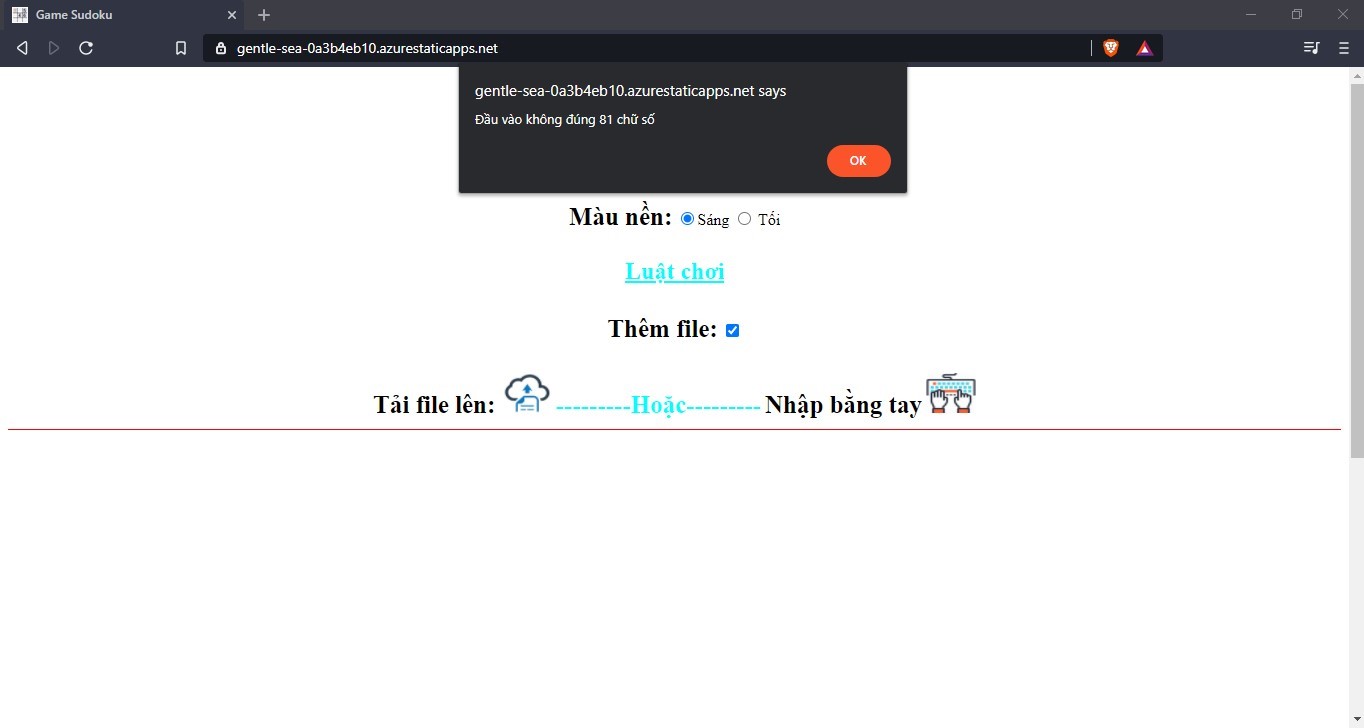 Game Sudoku
gentle-sea-0a3b4eb10.azurestaticapps.net
gentle-sea-0a3b4eb10.azurestaticapps.net says
Đầu vào không đúng 81 chữ số
OK
Màu nền: Sáng Tối
Luật chơi
Thêm file:
Tải file lên: ---------Hoặc--------- Nhập bằng tay